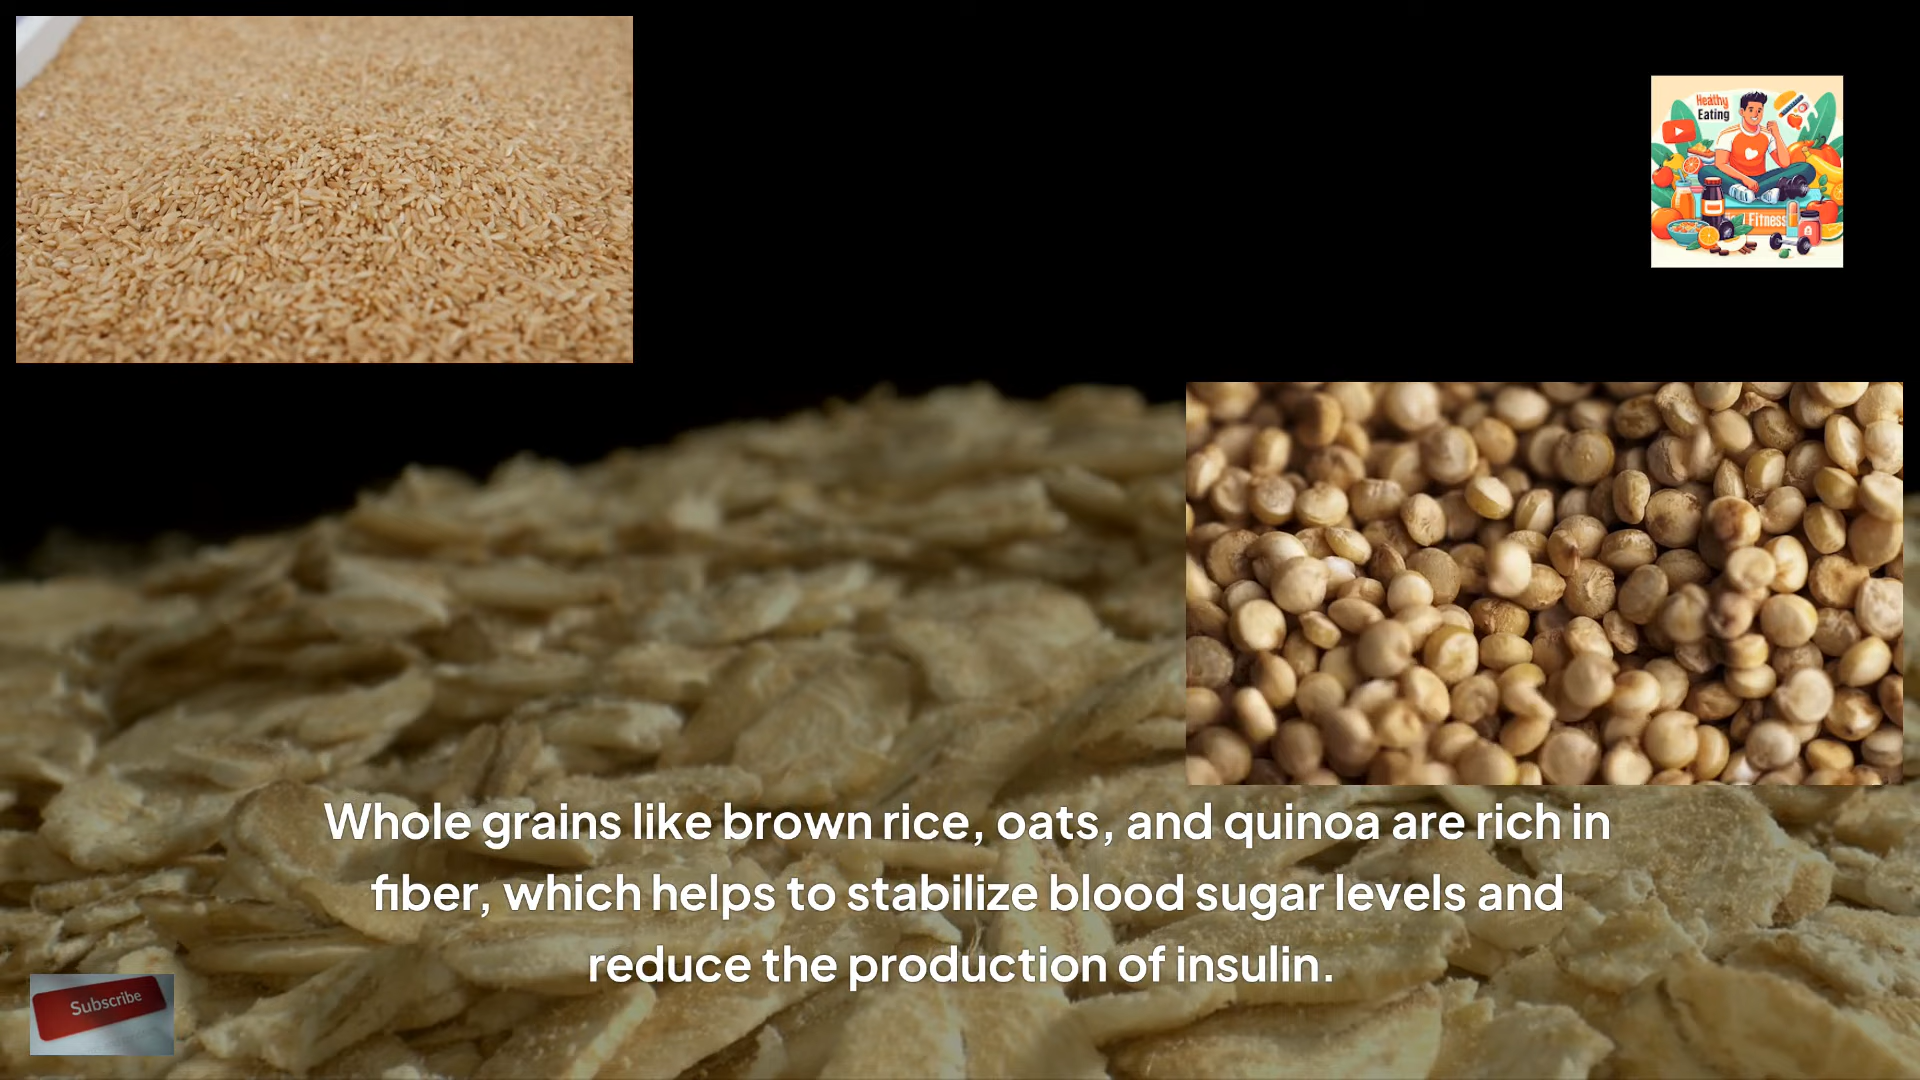 Healthy
Eating
Fitness
Whole grains like brown rice, oats, and quinoa are rich in
fiber, which helps to stabilize blood sugar levels and
reduce the production of insulin.
Subscribe